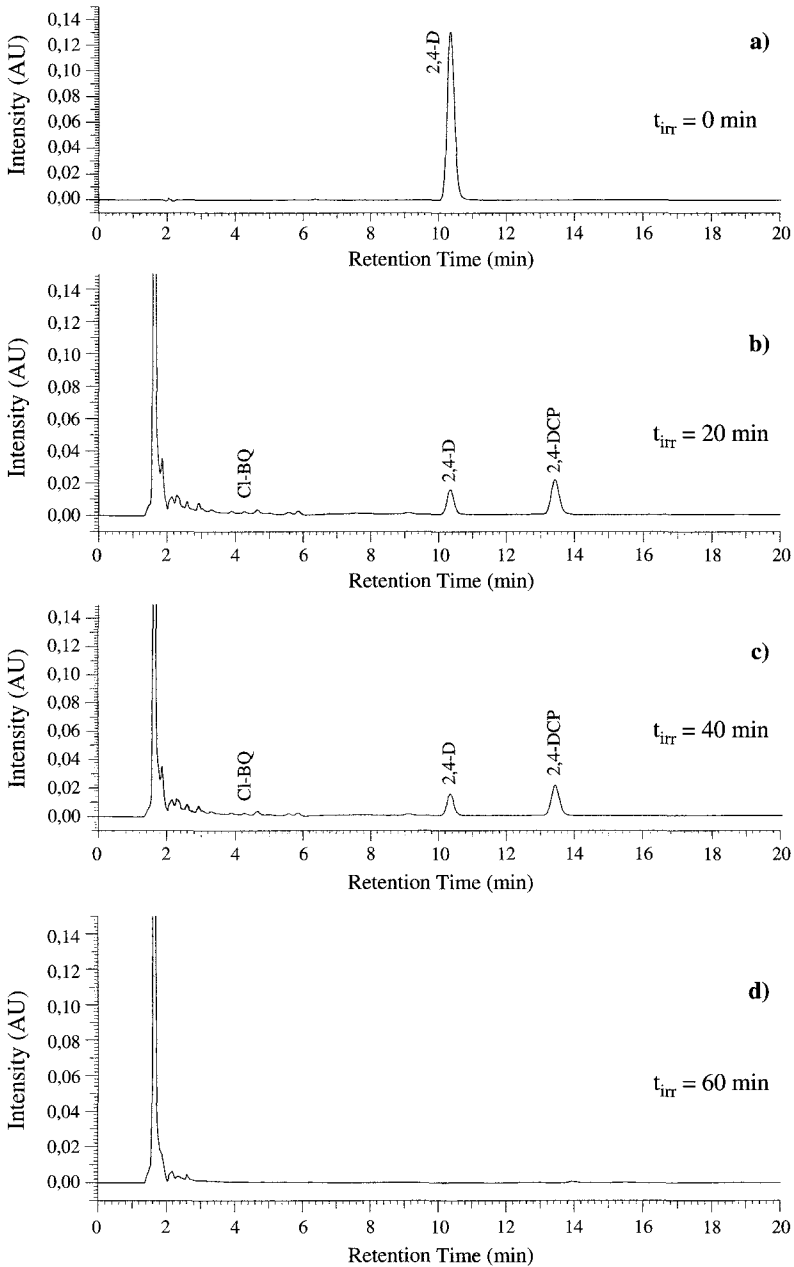 0,14
0,12
0,10
0,08
0,06
0,04
0,02
0,00
Intensity (AU)
2,4-D
a)
t_irr = 0 min
0 2 4 6 8 10 12 14 16 18 20
Retention Time (min)
0,14
0,12
0,10
0,08
0,06
0,04
0,02
0,00
Intensity (AU)
Cl-BQ
2,4-D
2,4-DCP
b)
t_irr = 20 min
0 2 4 6 8 10 12 14 16 18 20
Retention Time (min)
0,14
0,12
0,10
0,08
0,06
0,04
0,02
0,00
Intensity (AU)
Cl-BQ
2,4-D
2,4-DCP
c)
t_irr = 40 min
0 2 4 6 8 10 12 14 16 18 20
Retention Time (min)
0,14
0,12
0,10
0,08
0,06
0,04
0,02
0,00
Intensity (AU)
d)
t_irr = 60 min
0 2 4 6 8 10 12 14 16 18 20
Retention Time (min)